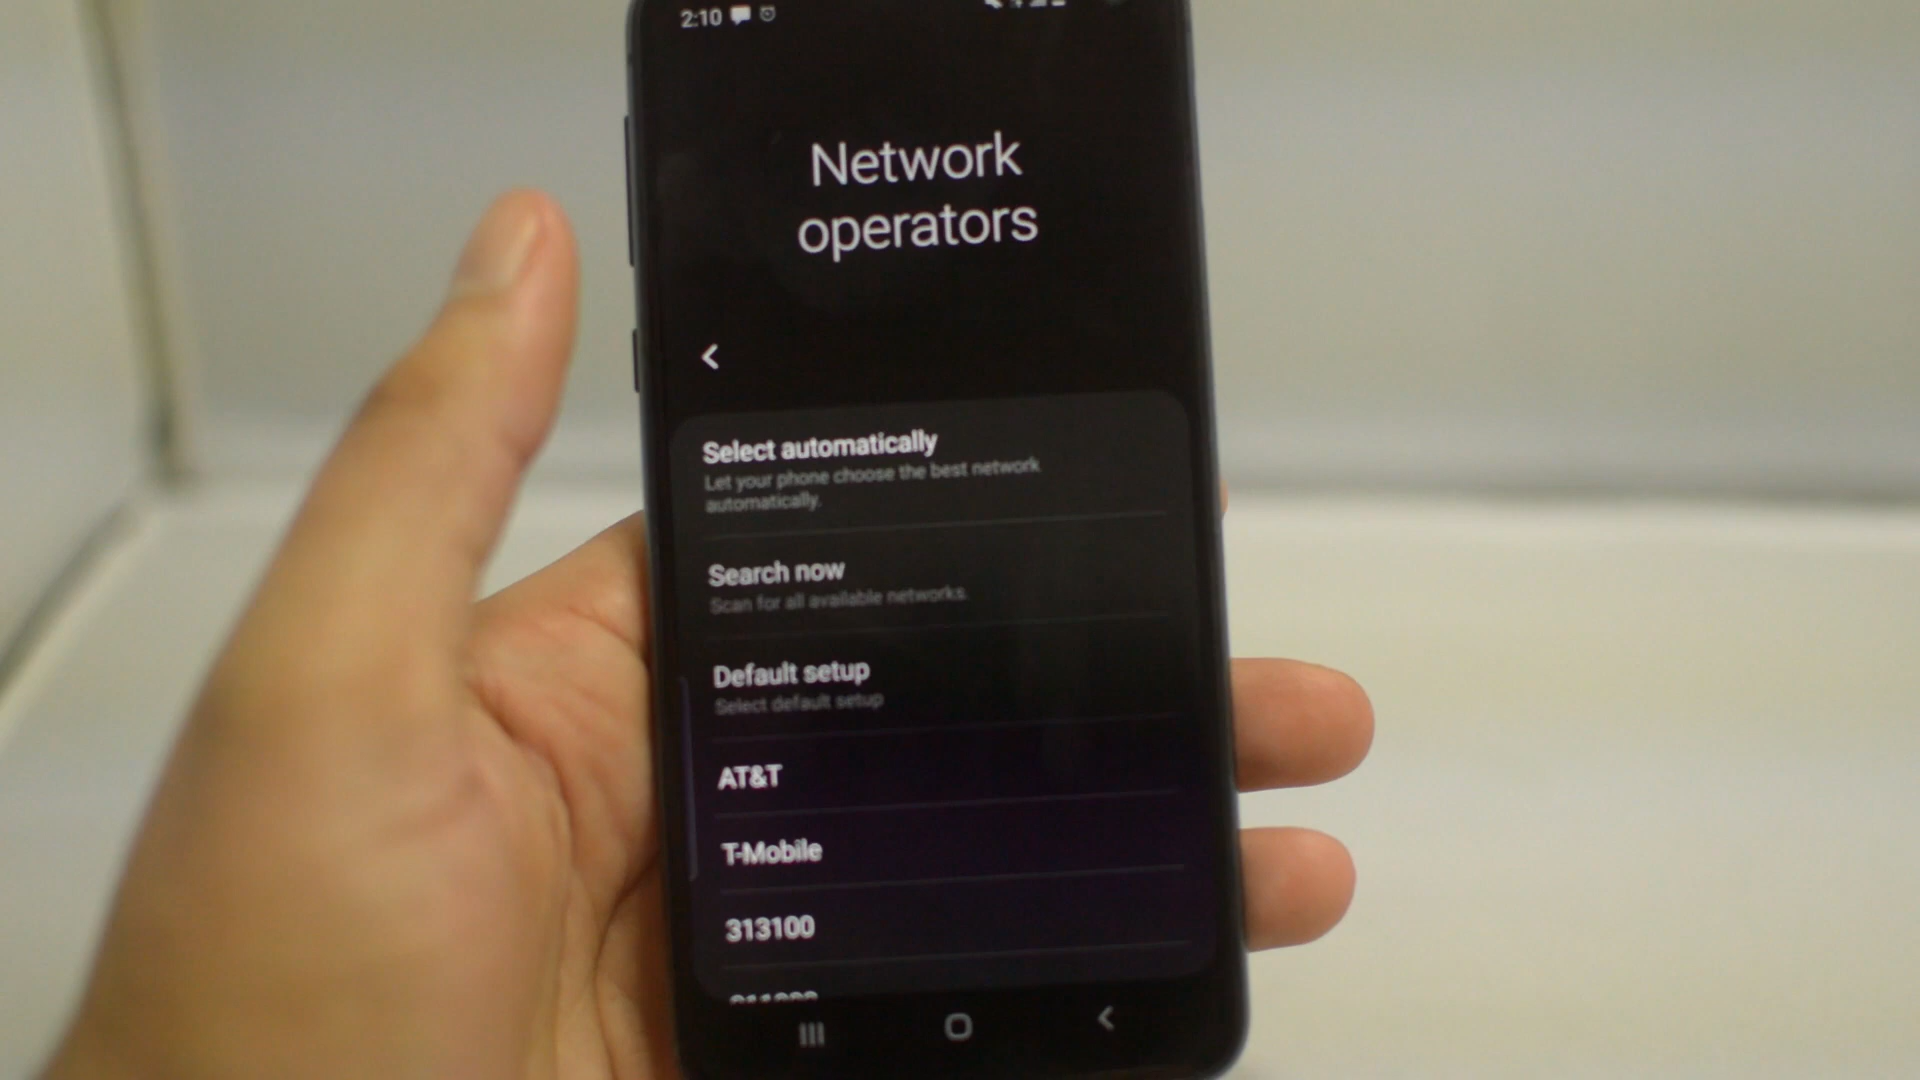 2:10
Network
operators
Select automatically
Let your phone choose the best network
automatically.
Search now
Scan for all available networks.
Default setup
Select default setup
AT&T
T-Mobile
313100